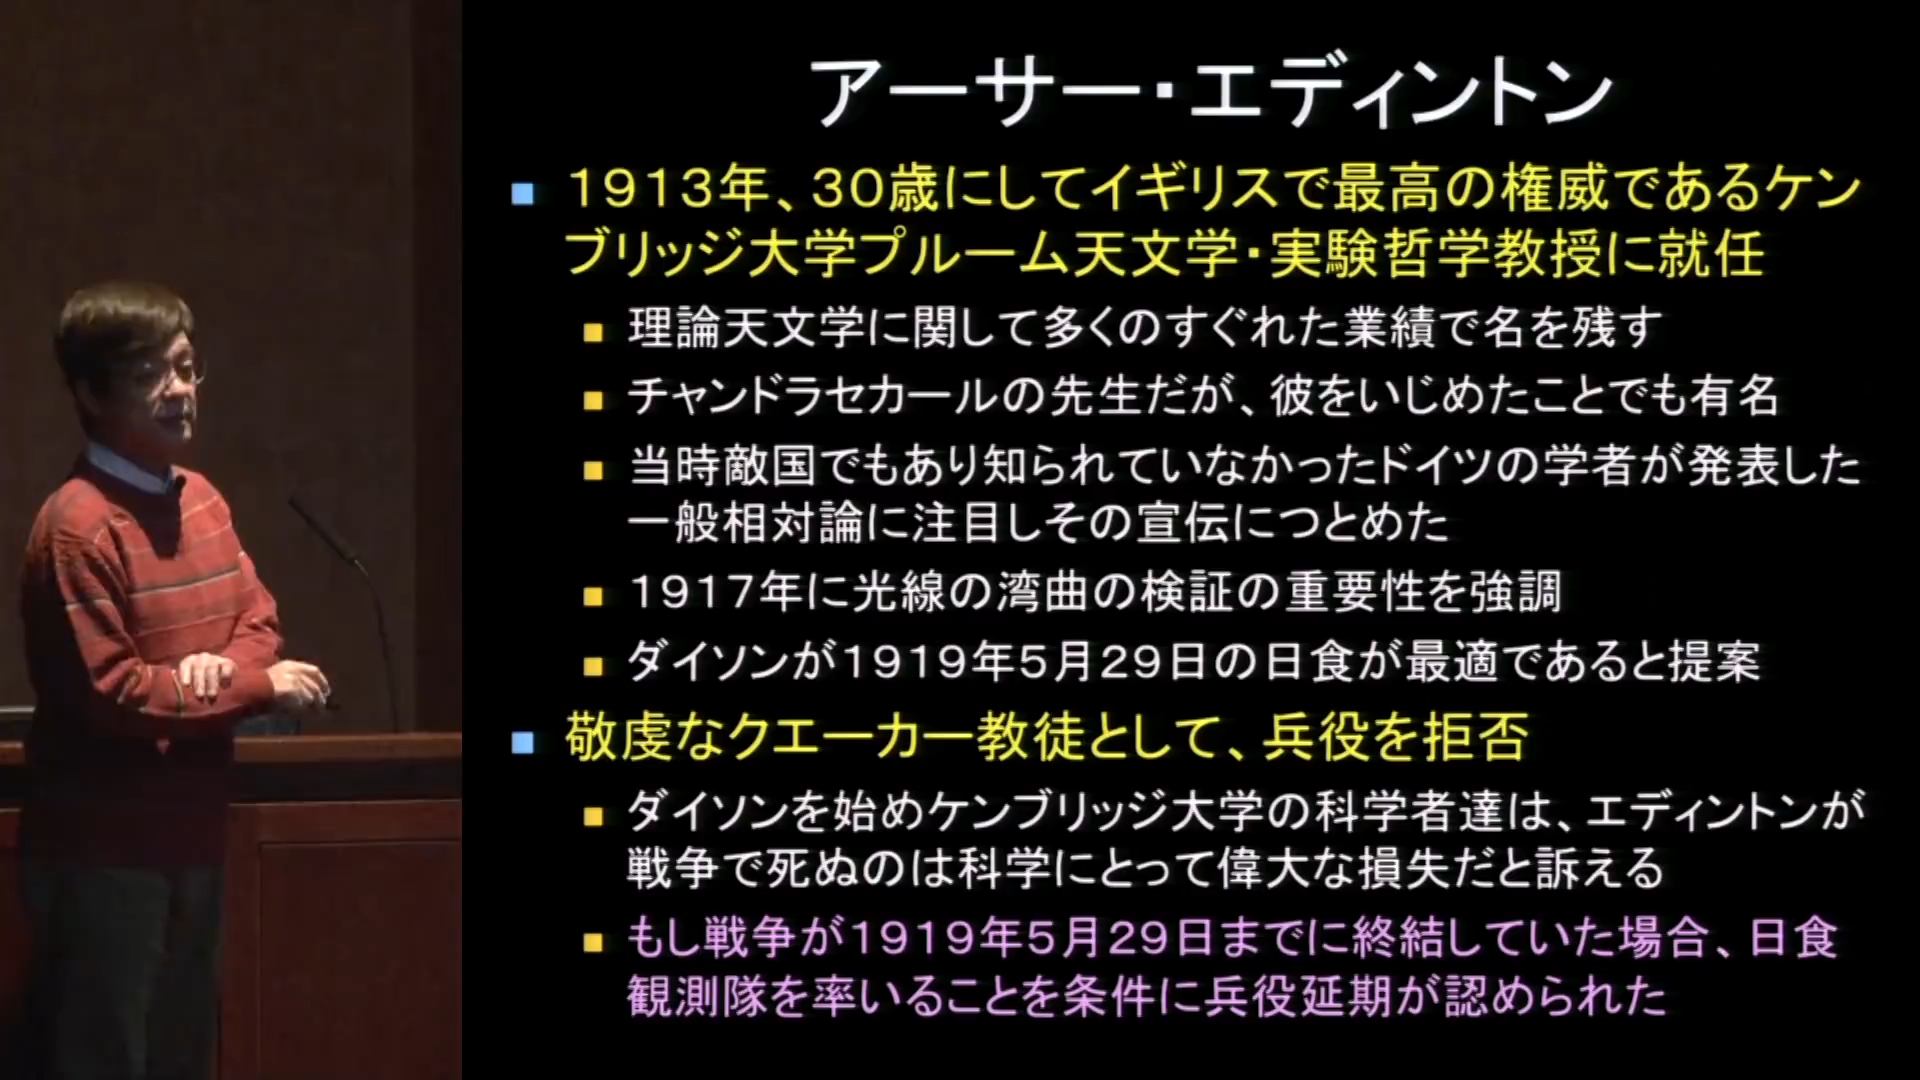 アーサー・エディントン
1913年、30歳にしてイギリスで最高の権威であるケン
ブリッジ大学プルーム天文学・実験哲学教授に就任
理論天文学に関して多くのすぐれた業績で名を残す
チャンドラセカールの先生だが、彼をいじめたことでも有名
当時敵国でもあり知られていなかったドイツの学者が発表した
一般相対論に注目しその宣伝につとめた
1917年に光線の湾曲の検証の重要性を強調
ダイソンが1919年5月29日の日食が最適であると提案
敬虔なクエーカー教徒として、兵役を拒否
ダイソンを始めケンブリッジ大学の科学者達は、エディントンが
戦争で死ぬのは科学にとって偉大な損失だと訴える
もし戦争が1919年5月29日までに終結していた場合、日食
観測隊を率いることを条件に兵役延期が認められた